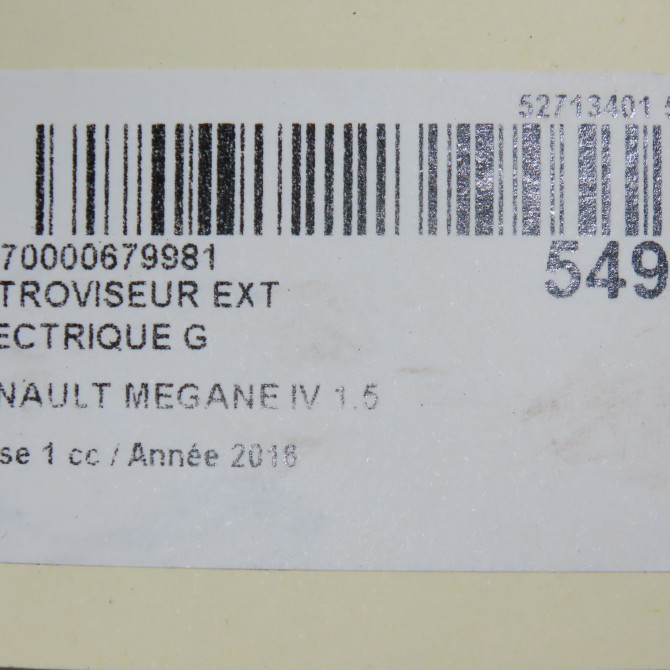 52713401 5
70000679981
549
TROVISEUR EXT
ECTRIQUE G
NAULT MEGANE IV 1.5
se 1 cc / Année 2016